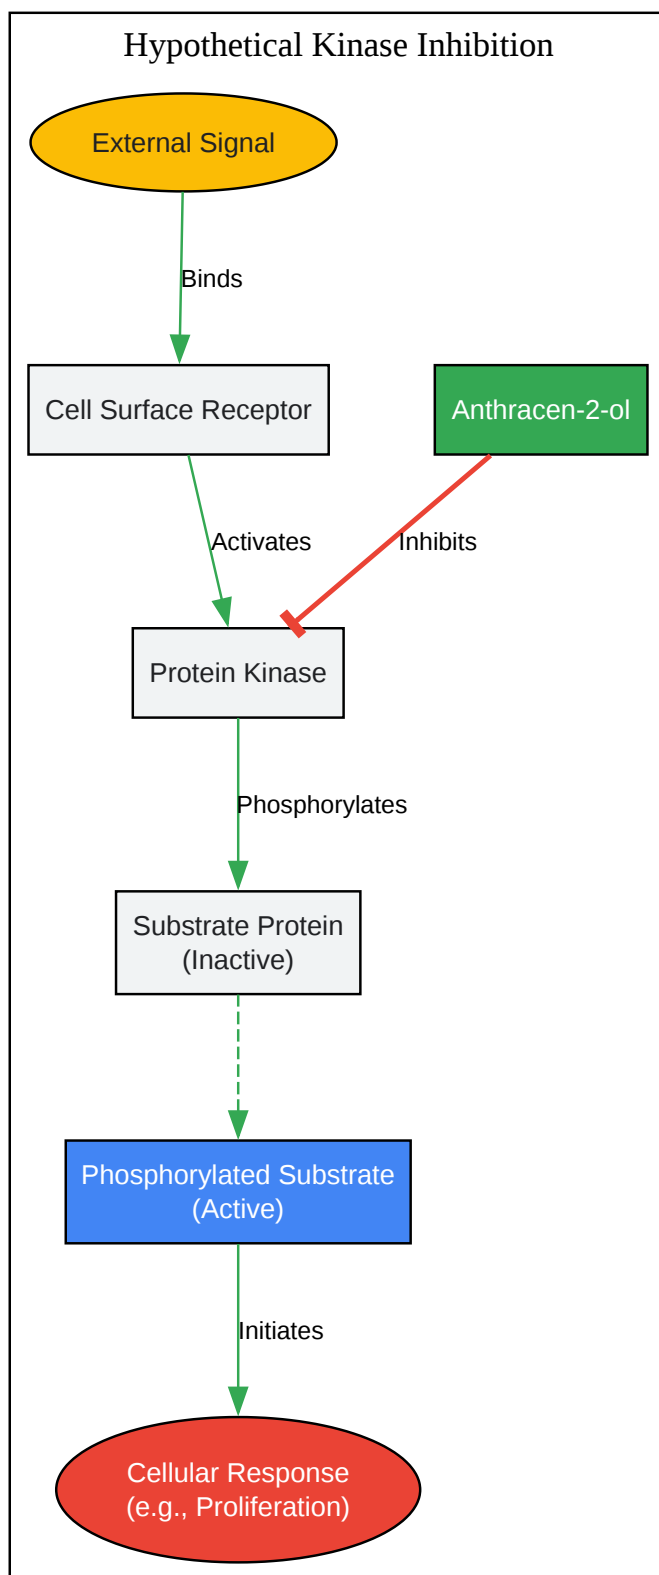 Hypothetical Kinase Inhibition
External Signal
Binds
Cell Surface Receptor
Anthracen-2-ol
Activates
Inhibits
Protein Kinase
Phosphorylates
Substrate Protein
(Inactive)
Phosphorylated Substrate
(Active)
Initiates
Cellular Response
(e.g., Proliferation)